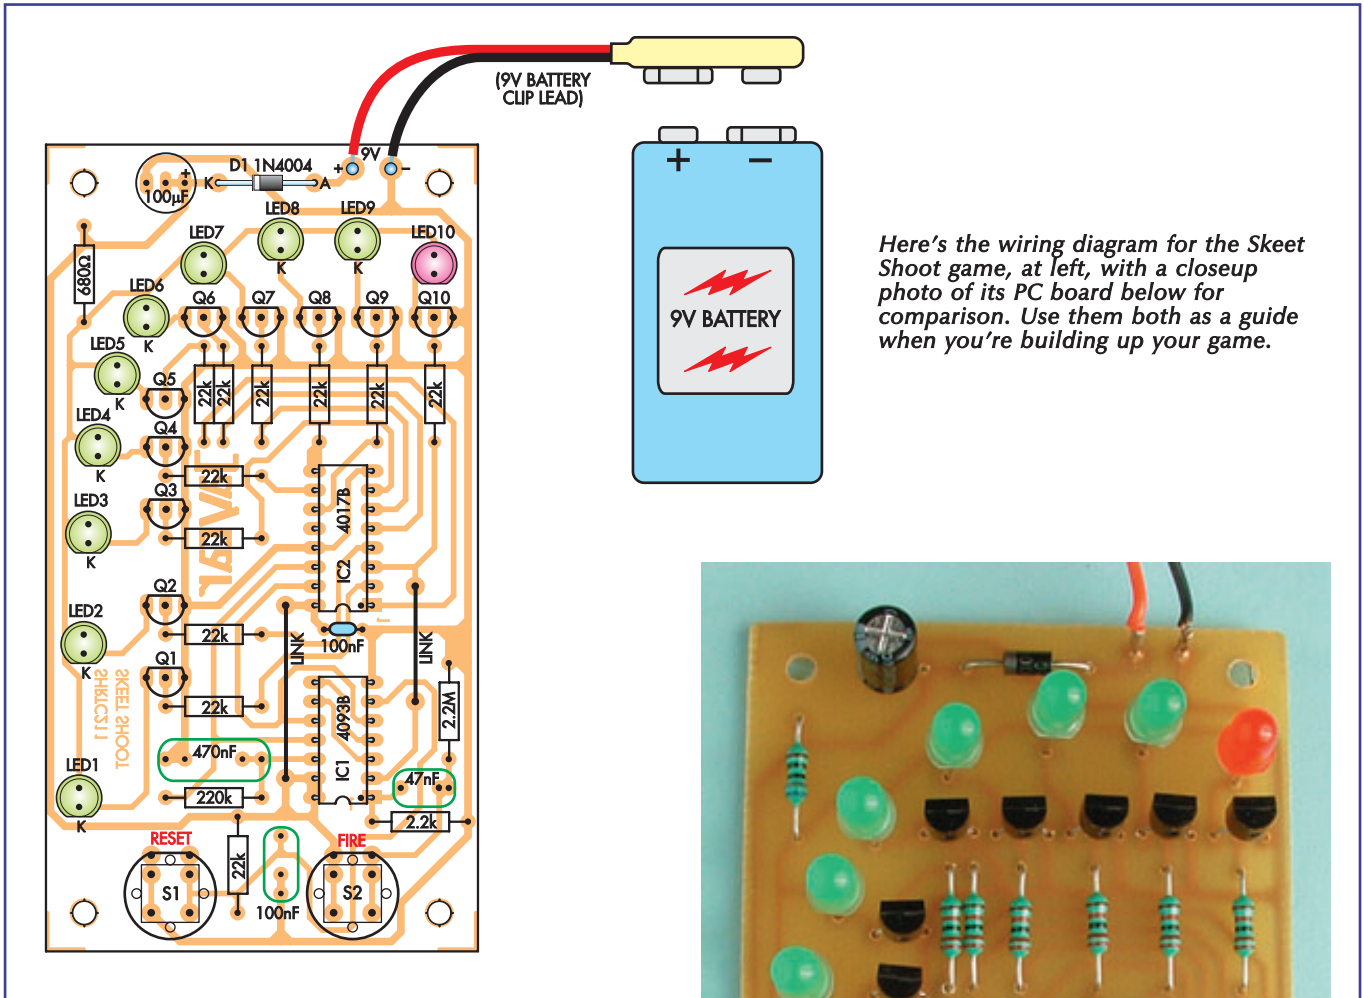 (9V BATTERY
CLIP LEAD)
9V
+ -
D1 1N4004
K A
+
100µF
LED8
LED9
LED7
LED10
K K
680Ω
LED6
Q6 Q7 Q8 Q9 Q10
K
LED5
Q5
22k 22k 22k 22k 22k 22k
K
LED4
Q4
K
22k
LED3
Q3
4017B
22k
K
IC2
Q2
LED2
1
22k
LINK
100nF
LINK
K
Q1
SKEET SHOOT
SHRTC211
22k
4093B
2.2M
470nF
LED1
IC1
47nF
220k
K
2.2k
RESET
FIRE
22k
S1
S2
100nF
+ −
9V BATTERY
Here's the wiring diagram for the Skeet
Shoot game, at left, with a closeup
photo of its PC board below for
comparison. Use them both as a guide
when you're building up your game.